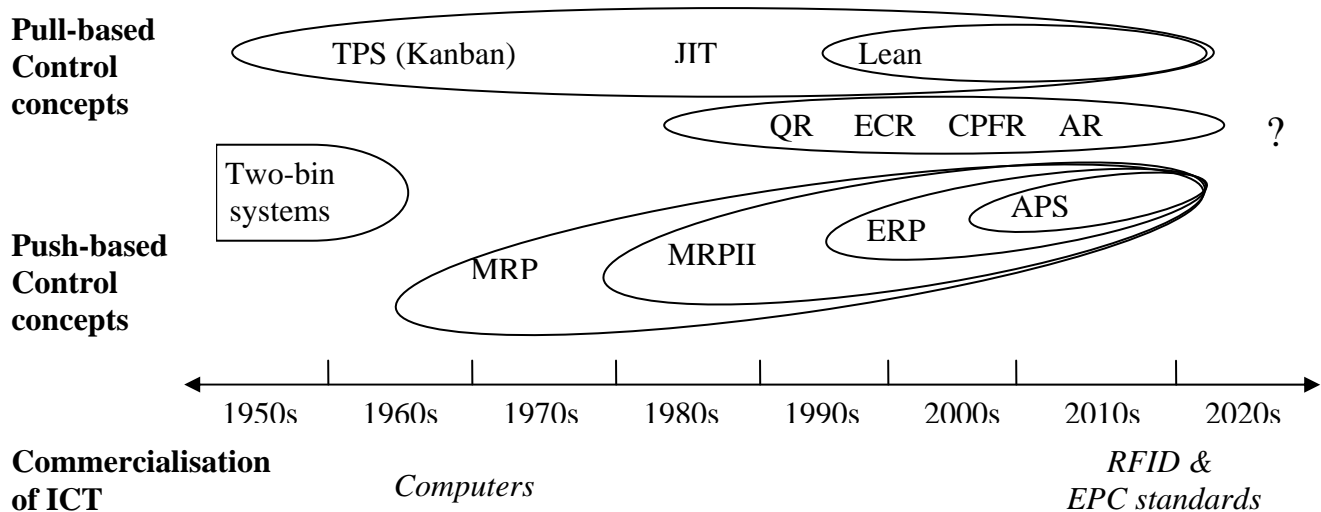 Pull-based
Control
concepts
TPS (Kanban) JIT Lean
QR ECR CPFR AR
?
Two-bin
systems
Push-based
Control
concepts
MRP MRPII ERP APS
1950s 1960s 1970s 1980s 1990s 2000s 2010s 2020s
Commercialisation
of ICT
Computers
RFID &
EPC standards